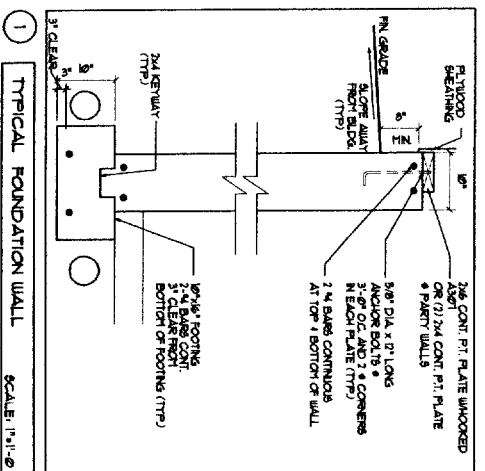 PLYWOOD
SHEATHING
10"
2x6 CONT. P.T. PLATE W/HOOKED
A307
OR (2) 2x4 CONT. P.T. PLATE
@ PARTY WALLS
8"
MIN.
FIN. GRADE
SLOPE AWAY
FROM BLDG.
(TYP.)
5/8" DIA. x 12" LONG
ANCHOR BOLTS @
3'-0" O.C. AND 2 @ CORNERS
IN EACH PLATE (TYP.)
2 #4 BARS CONTINUOUS
AT TOP & BOTTOM OF WALL
2x4 KEYWAY
(TYP.)
10"
3"
3" CLEAR
10"x16" FOOTING
2-#4 BARS CONT.
3" CLEAR FROM
BOTTOM OF FOOTING (TYP.)
1
TYPICAL FOUNDATION WALL
SCALE: 1"=1'-0